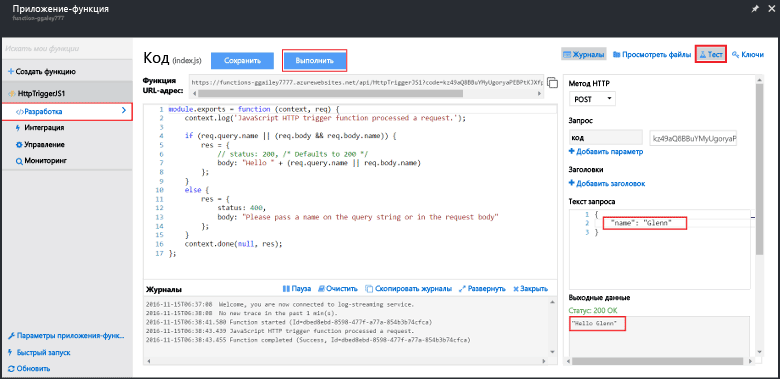 Приложение-функция
function-ggailey777
Искать мои функции
Создать функцию
HttpTriggerJS1
Разработка
Интеграция
Управление
Мониторинг
Параметры приложения-функ...
Быстрый запуск
Обновить
Код (index.js)
Сохранить
Выполнить
Журналы
Просмотреть файлы
Тест
Ключи
Функция
URL-адрес:
1 module.exports = function (context, req) {
2 context.log('JavaScript HTTP trigger function processed a request.');
3
4 if (req.query.name || (req.body && req.body.name)) {
5 res = {
6 // status: 200, /* Defaults to 200 */
7 body: "Hello " + (req.query.name || req.body.name)
8 };
9 }
10 else {
11 res = {
12 status: 400,
13 body: "Please pass a name on the query string or in the request body"
14 };
15 }
16 context.done(null, res);
17 };
Журналы
Пауза
Очистить
Скопировать журналы
Развернуть
Закрыть
2016-11-15T06:37:08 Welcome, you are now connected to log-streaming service.
2016-11-15T06:38:08 No new trace in the past 1 min(s).
2016-11-15T06:38:41.580 Function started (Id=dbed8ebd-8598-477f-a77a-854b3b74cfca)
2016-11-15T06:38:43.439 JavaScript HTTP trigger function processed a request.
2016-11-15T06:38:43.455 Function completed (Success, Id=dbed8ebd-8598-477f-a77a-854b3b74cfca)
Метод HTTP
POST
Запрос
код
Добавить параметр
Заголовки
Добавить заголовок
Текст запроса
1 {
2 "name": "Glenn"
3 }
Выходные данные
Статус: 200 OK
"Hello Glenn"